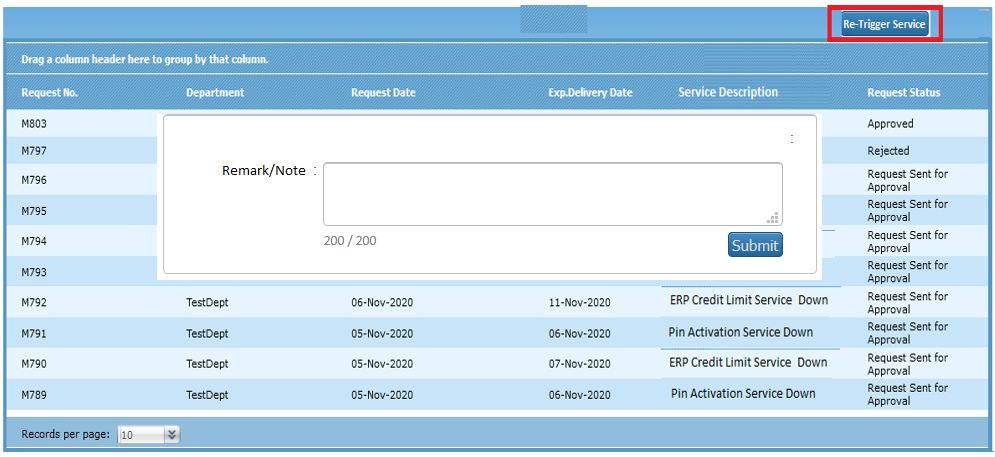 Re-Trigger Service
Drag a column header here to group by that column.
Request No. Department Request Date Exp.Delivery Date Service Description Request Status
M803 Approved
:
M797 Rejected
Remark/Note :
M796 Request Sent for
Approval
M795 Request Sent for
Approval
M794 Request Sent for
Approval
200 / 200 Submit
M793 Request Sent for
Approval
M792 TestDept 06-Nov-2020 11-Nov-2020 ERP Credit Limit Service Down Request Sent for
Approval
M791 TestDept 05-Nov-2020 06-Nov-2020 Pin Activation Service Down Request Sent for
Approval
M790 TestDept 05-Nov-2020 07-Nov-2020 ERP Credit Limit Service Down Request Sent for
Approval
M789 TestDept 05-Nov-2020 06-Nov-2020 Pin Activation Service Down Request Sent for
Approval
Records per page: 10